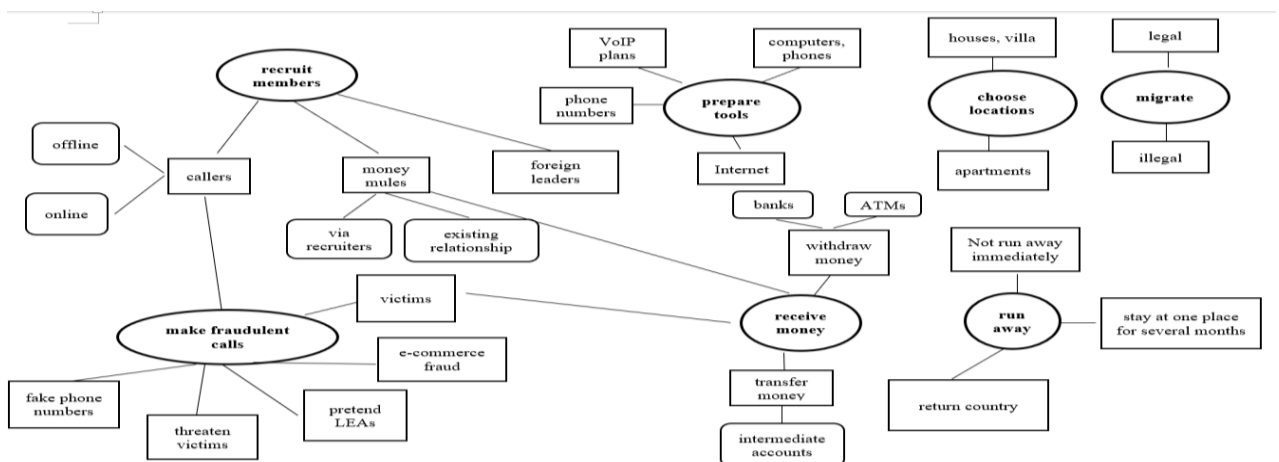 recruit
members
offline
online
callers
money
mules
foreign
leaders
via
recruiters
existing
relationship
VoIP
plans
computers,
phones
phone
numbers
prepare
tools
Internet
houses, villa
choose
locations
apartments
legal
migrate
illegal
banks
ATMs
withdraw
money
victims
make fraudulent
calls
e-commerce
fraud
fake phone
numbers
threaten
victims
pretend
LEAs
receive
money
transfer
money
intermediate
accounts
Not run away
immediately
run
away
stay at one place
for several months
return country